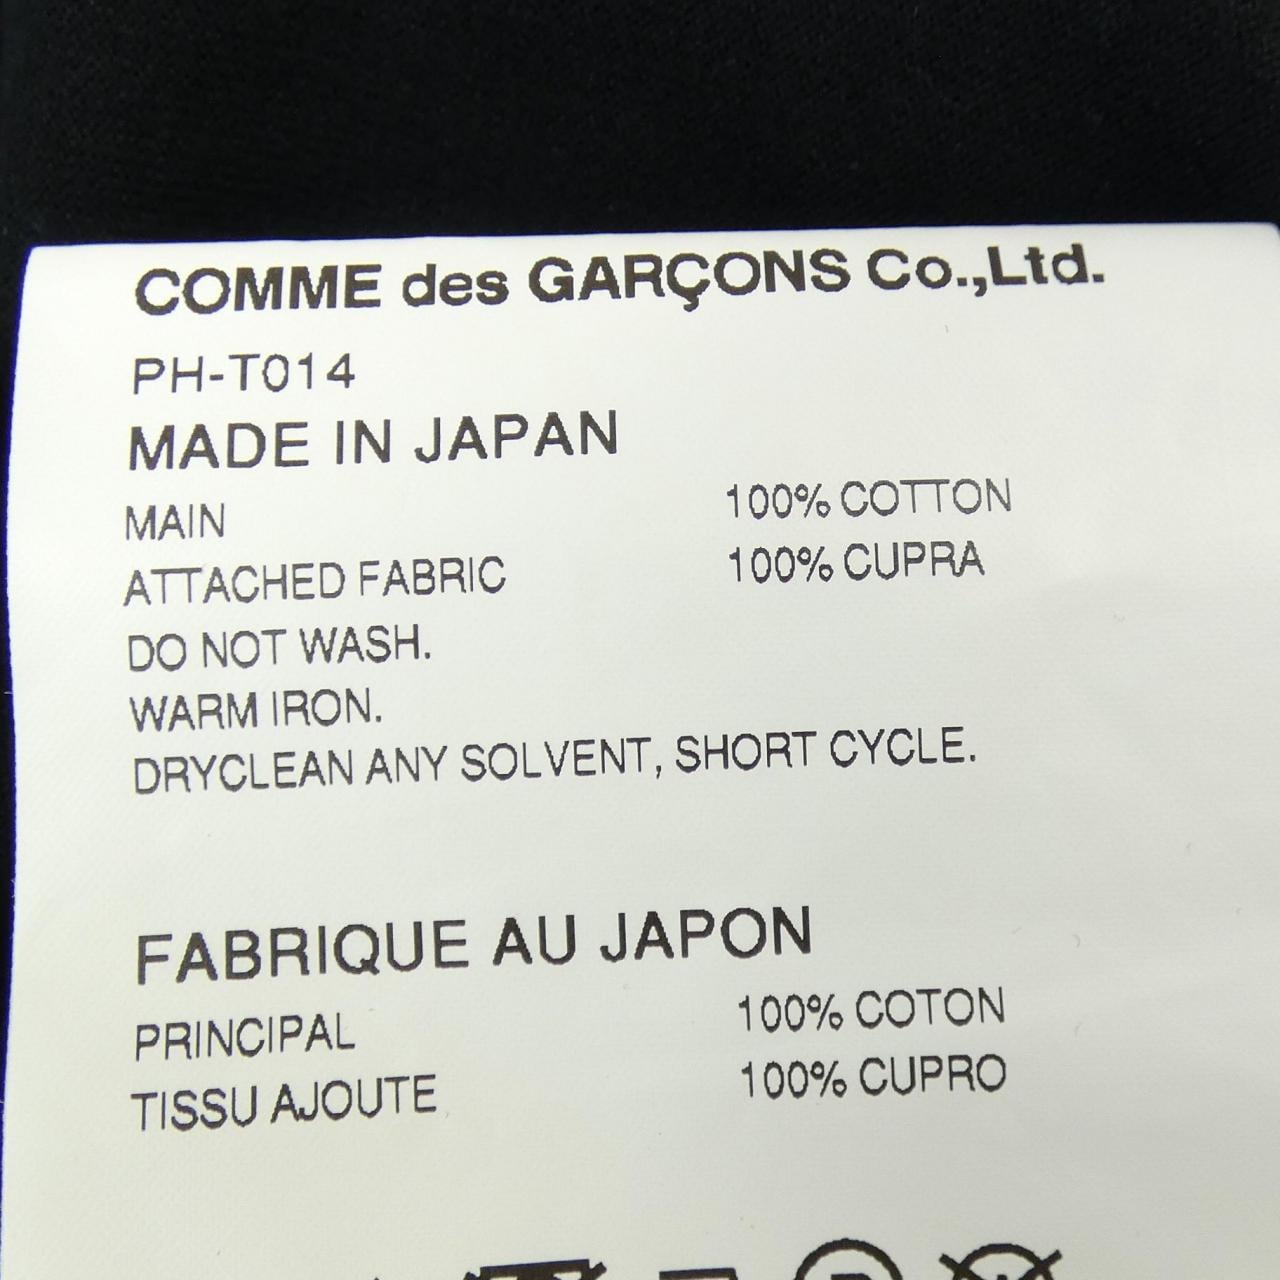 COMME des GARÇONS Co.,Ltd.
PH-T014
MADE IN JAPAN
MAIN 100% COTTON
ATTACHED FABRIC 100% CUPRA
DO NOT WASH.
WARM IRON.
DRYCLEAN ANY SOLVENT, SHORT CYCLE.
FABRIQUE AU JAPON
PRINCIPAL 100% COTON
TISSU AJOUTE 100% CUPRO